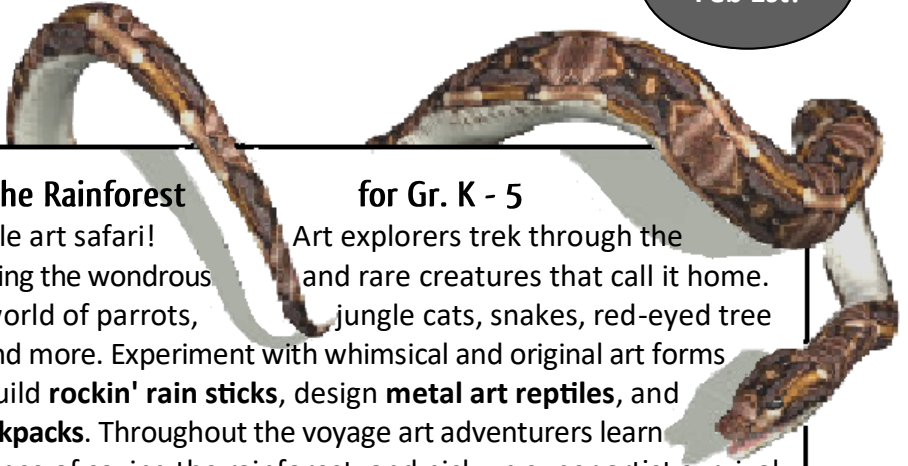 he Rainforest for Gr. K - 5
le art safari! Art explorers trek through the
ing the wondrous and rare creatures that call it home.
world of parrots, jungle cats, snakes, red-eyed tree
nd more. Experiment with whimsical and original art forms
uild rockin' rain sticks, design metal art reptiles, and
kpacks. Throughout the voyage art adventurers learn